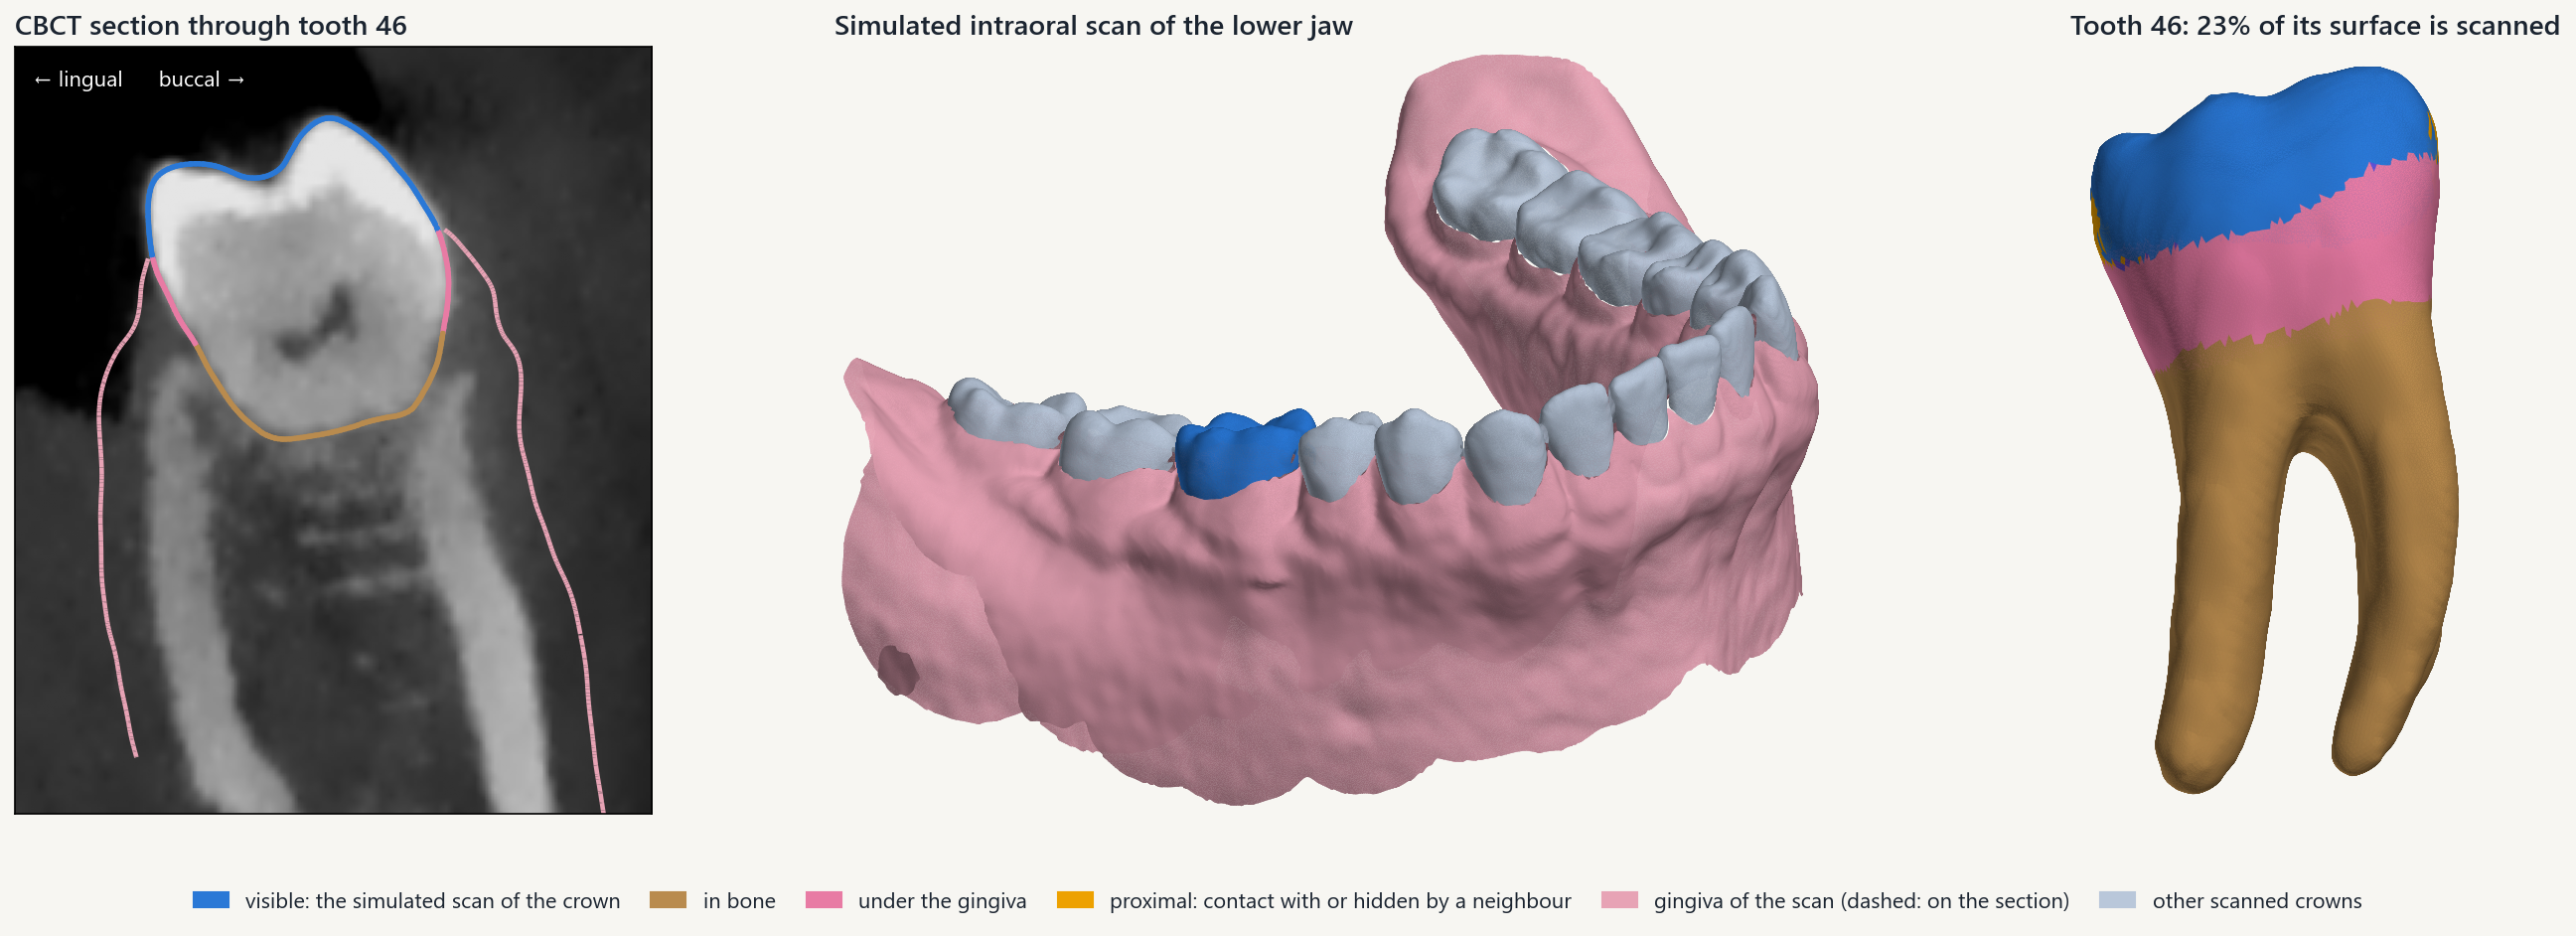 CBCT section through tooth 46
← lingual buccal →
Simulated intraoral scan of the lower jaw
Tooth 46: 23% of its surface is scanned
visible: the simulated scan of the crown
in bone
under the gingiva
proximal: contact with or hidden by a neighbour
gingiva of the scan (dashed: on the section)
other scanned crowns